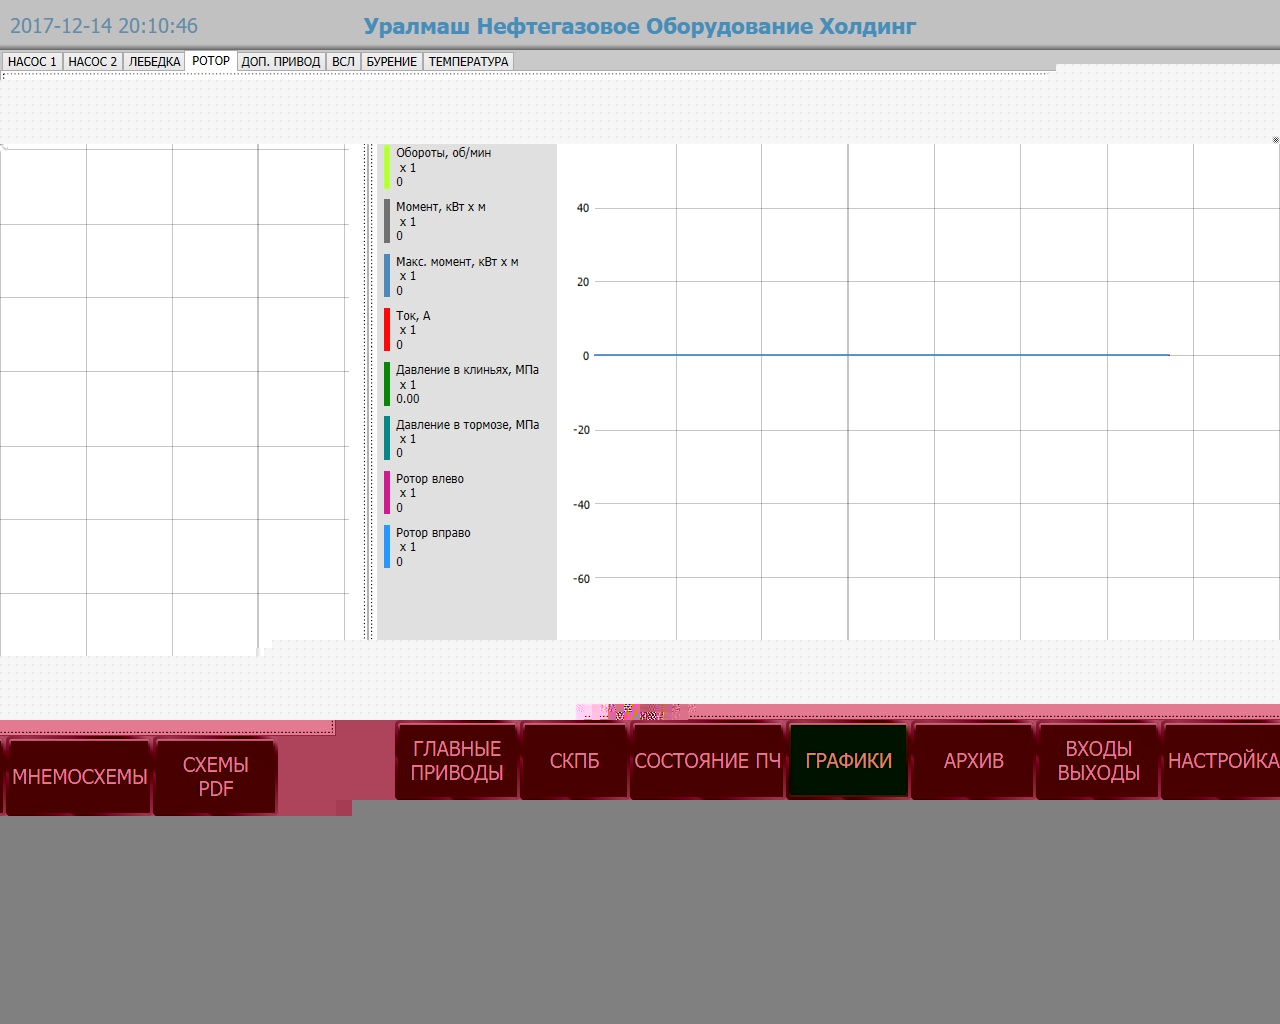 2017-12-14 20:10:46
Уралмаш Нефтегазовое Оборудование Холдинг
НАСОС 1 НАСОС 2 ЛЕБЕДКА РОТОР ДОП. ПРИВОД ВСЛ БУРЕНИЕ ТЕМПЕРАТУРА
Обороты, об/мин
x 1
0
Момент, кВт х м
x 1
0
Макс. момент, кВт х м
x 1
0
Ток, А
x 1
0
Давление в клиньях, МПа
x 1
0.00
Давление в тормозе, МПа
x 1
0
Ротор влево
x 1
0
Ротор вправо
x 1
0
40
20
0
-20
-40
-60
МНЕМОСХЕМЫ
СХЕМЫ
PDF
ГЛАВНЫЕ
ПРИВОДЫ
СКПБ
СОСТОЯНИЕ ПЧ
ГРАФИКИ
АРХИВ
ВХОДЫ
ВЫХОДЫ
НАСТРОЙКА